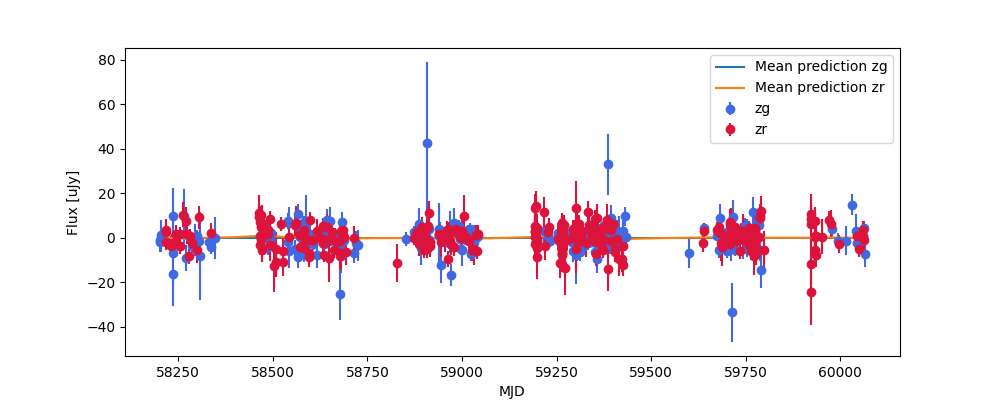 80
60
40
20
0
−20
−40
Flux [uJy]
58250
58500
58750
59000
59250
59500
59750
60000
MJD
Mean prediction zg
Mean prediction zr
zg
zr